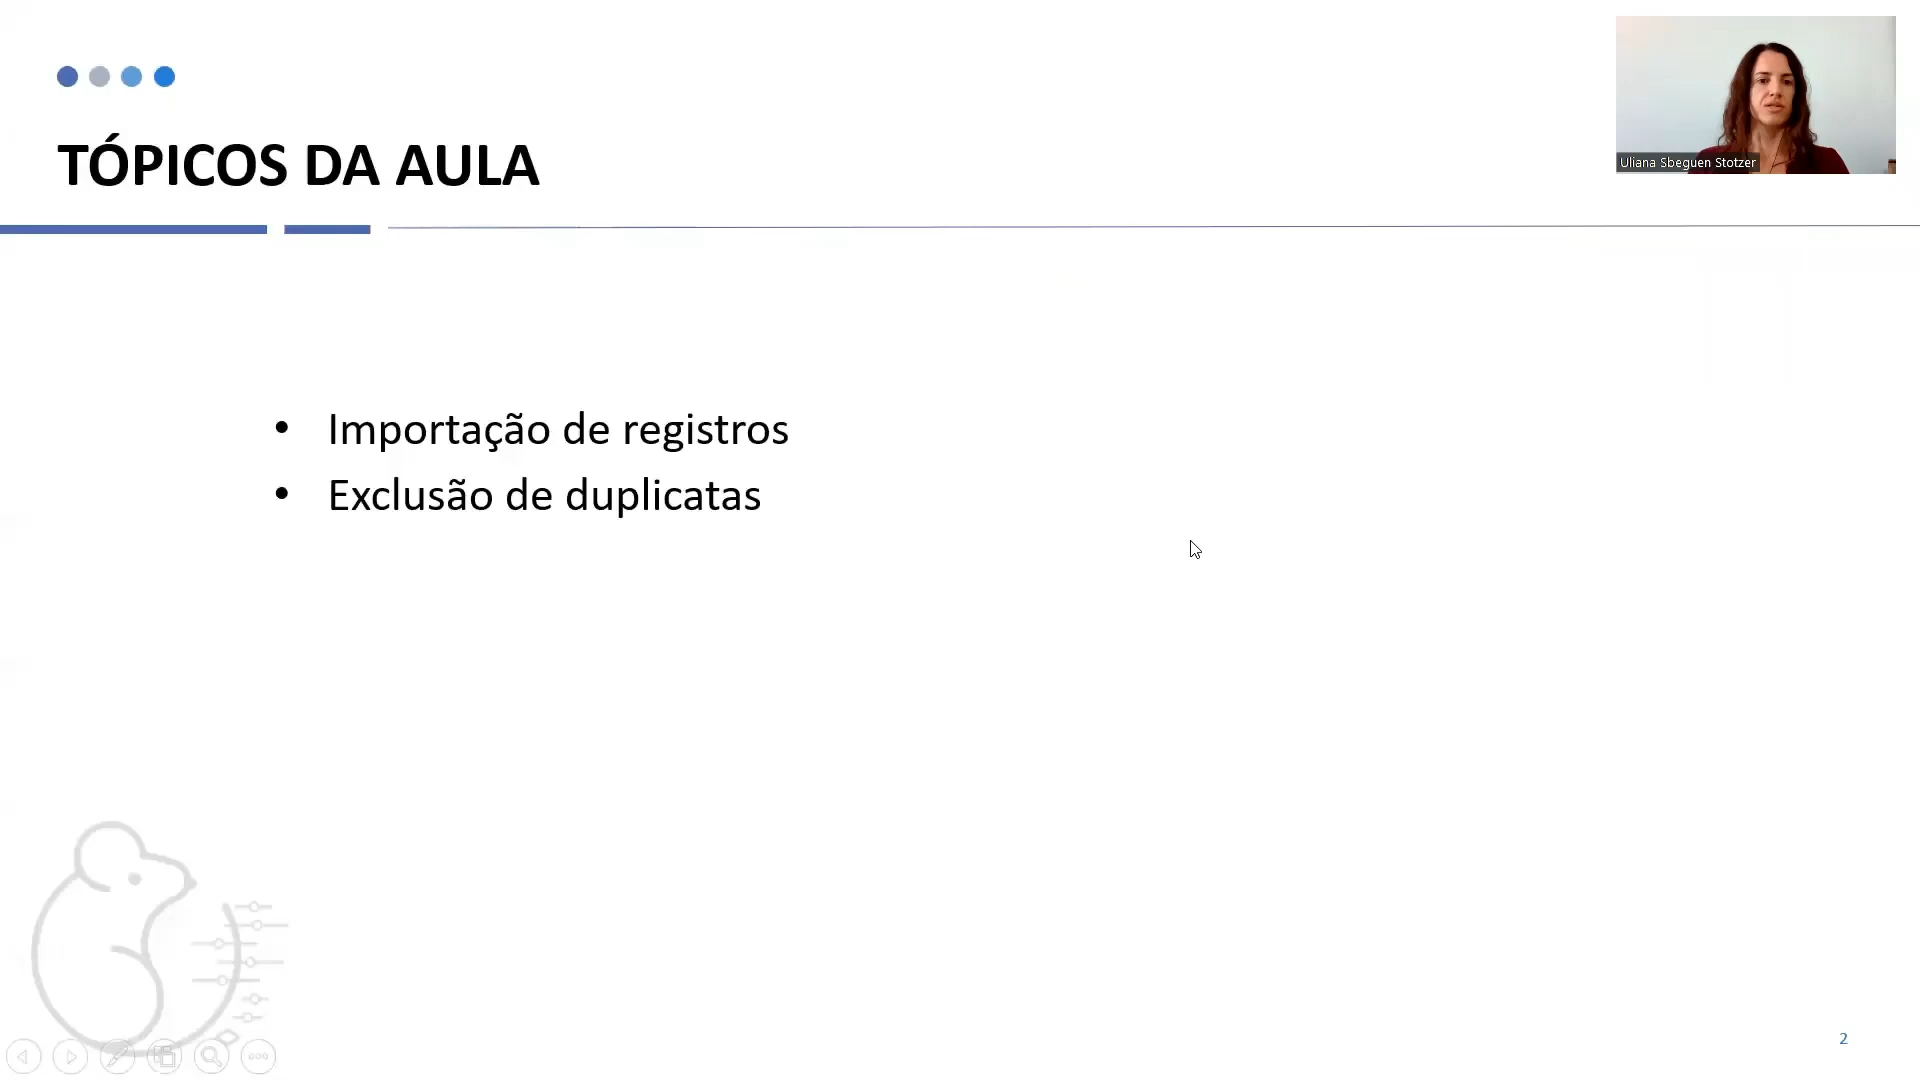 Uliana Sbeguen Stotzer
TÓPICOS DA AULA
• Importação de registros
• Exclusão de duplicatas
2